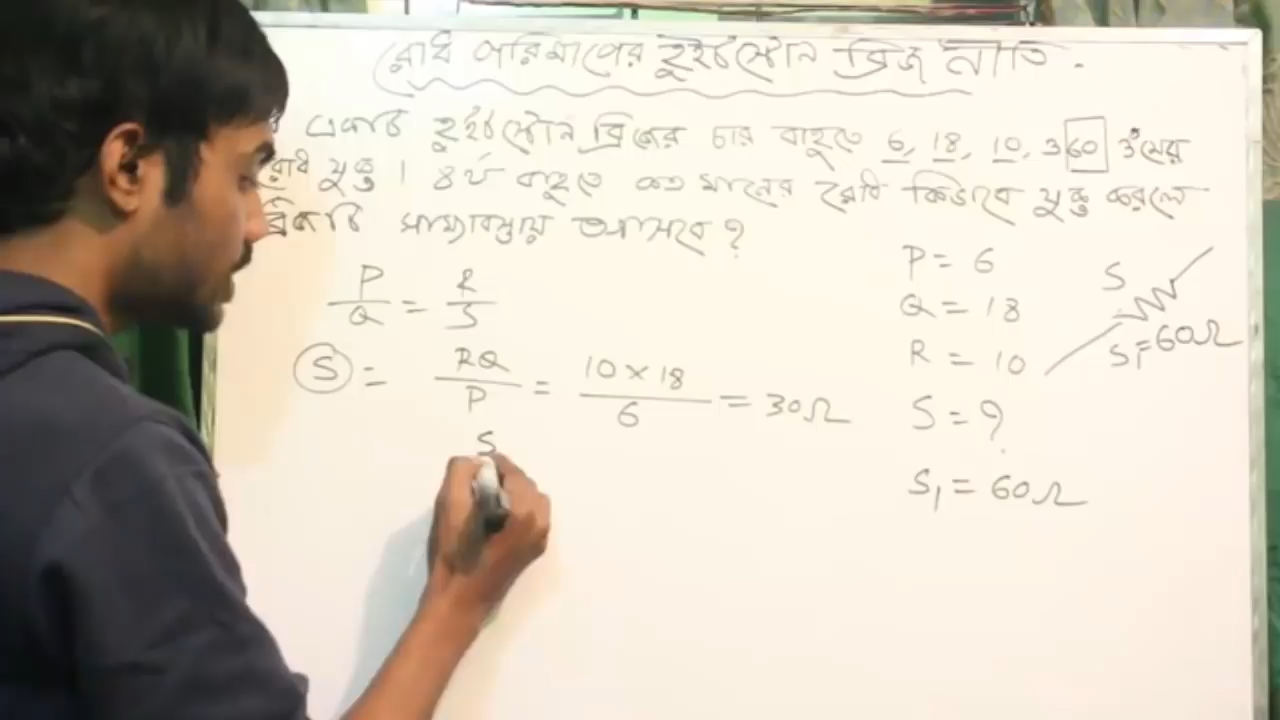 রোধ পরিমাপের হুইটস্টোন ব্রিজ নীতি.
একটি হুইটস্টোন ব্রিজের চার বাহুতে 6, 18, 10, ও 60 ওমের
রোধ যুক্ত। ৪র্থ বাহুতে কত মানের রোধ কিভাবে যুক্ত করলে
ব্রিজটি সাম্যাবস্থায় আসবে?
P/Q = R/S
S = RQ/P = 10×18/6 = 30Ω
S
P = 6
Q = 18
R = 10
S = ?
S₁ = 60Ω
S
S₁=60Ω